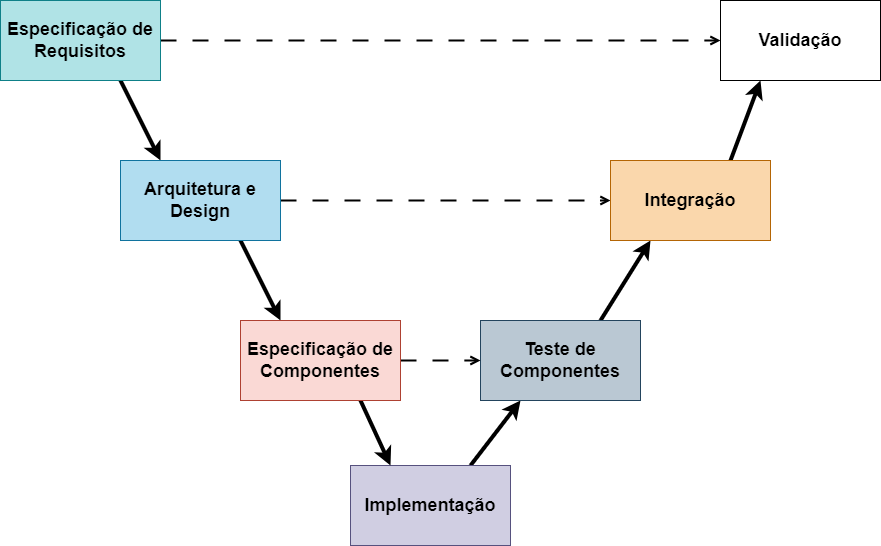 Especificação de
Requisitos
Validação
Arquitetura e
Design
Integração
Especificação de
Componentes
Teste de
Componentes
Implementação